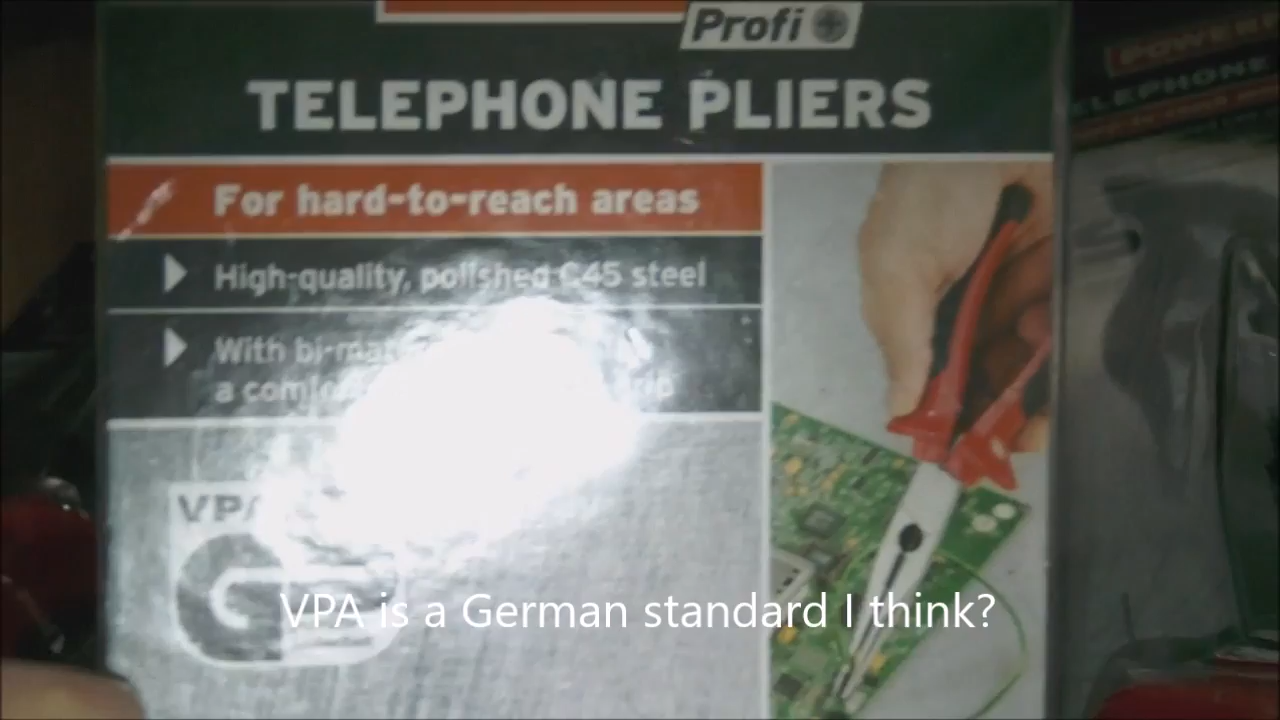 Profi
TELEPHONE PLIERS
For hard-to-reach areas
High-quality, polished C45 steel
With
a
VPA
VPA is a German standard I think?